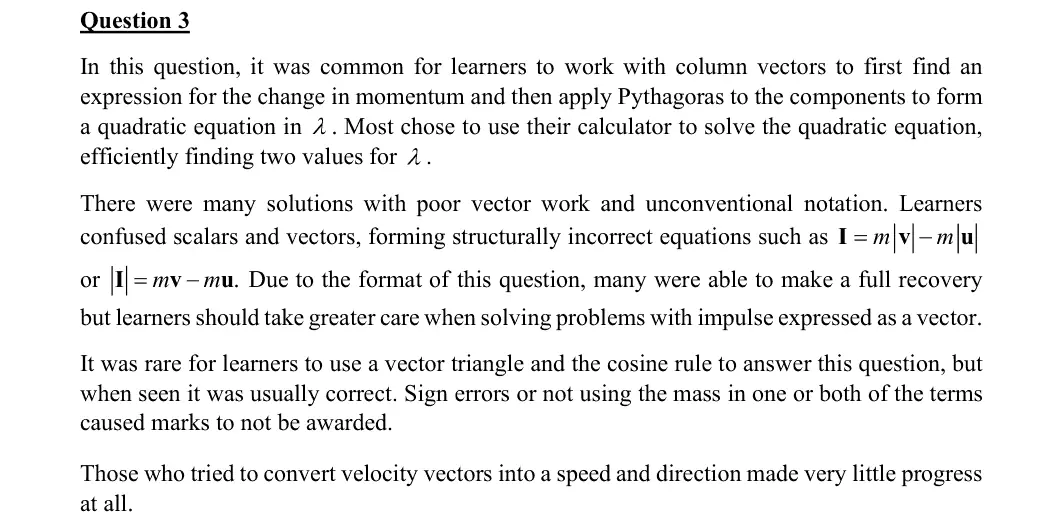 Question 3
In this question, it was common for learners to work with column vectors to first find an
expression for the change in momentum and then apply Pythagoras to the components to form
a quadratic equation in λ. Most chose to use their calculator to solve the quadratic equation,
efficiently finding two values for λ.
There were many solutions with poor vector work and unconventional notation. Learners
confused scalars and vectors, forming structurally incorrect equations such as I = m|v| – m|u|
or |I| = mv – mu. Due to the format of this question, many were able to make a full recovery
but learners should take greater care when solving problems with impulse expressed as a vector.
It was rare for learners to use a vector triangle and the cosine rule to answer this question, but
when seen it was usually correct. Sign errors or not using the mass in one or both of the terms
caused marks to not be awarded.
Those who tried to convert velocity vectors into a speed and direction made very little progress
at all.